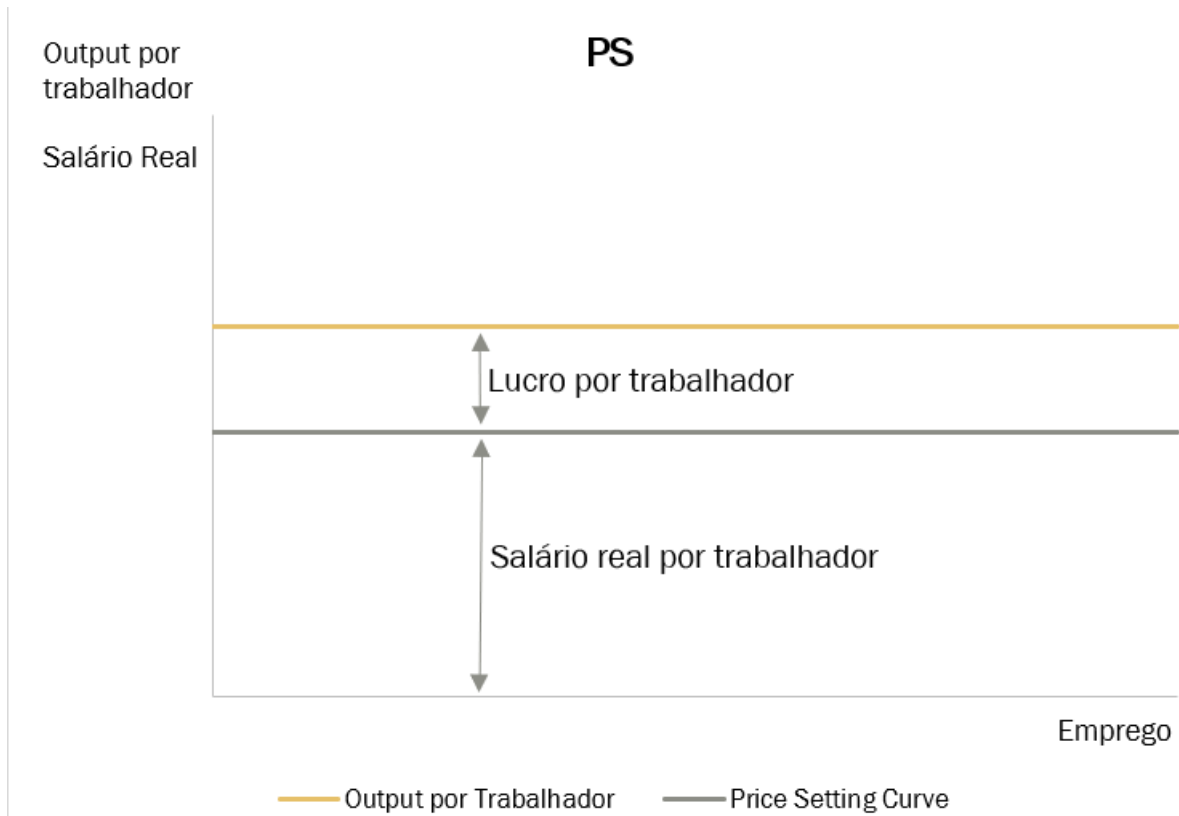 PS
Output por
trabalhador
Salário Real
Lucro por trabalhador
Salário real por trabalhador
Emprego
Output por Trabalhador
Price Setting Curve